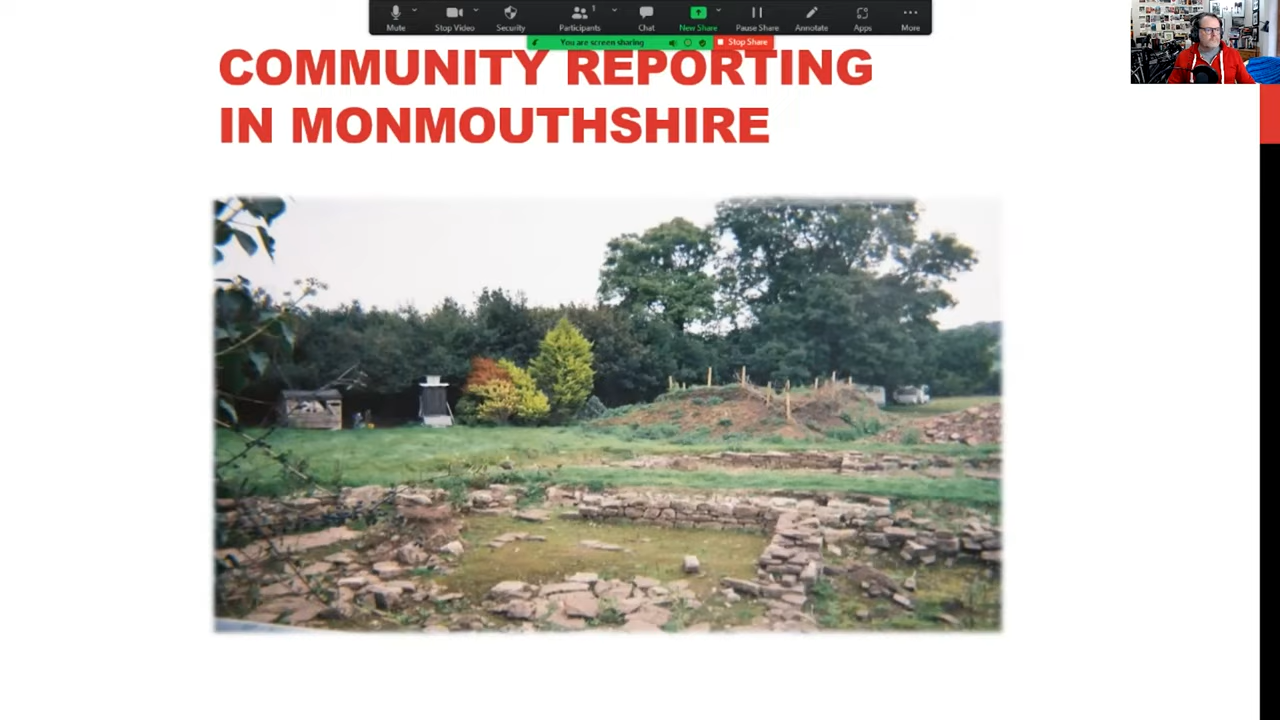 1
Mute
Stop Video
Security
Participants
Chat
New Share
Pause Share
Annotate
Apps
More
You are screen sharing
Stop Share
COMMUNITY REPORTING
IN MONMOUTHSHIRE